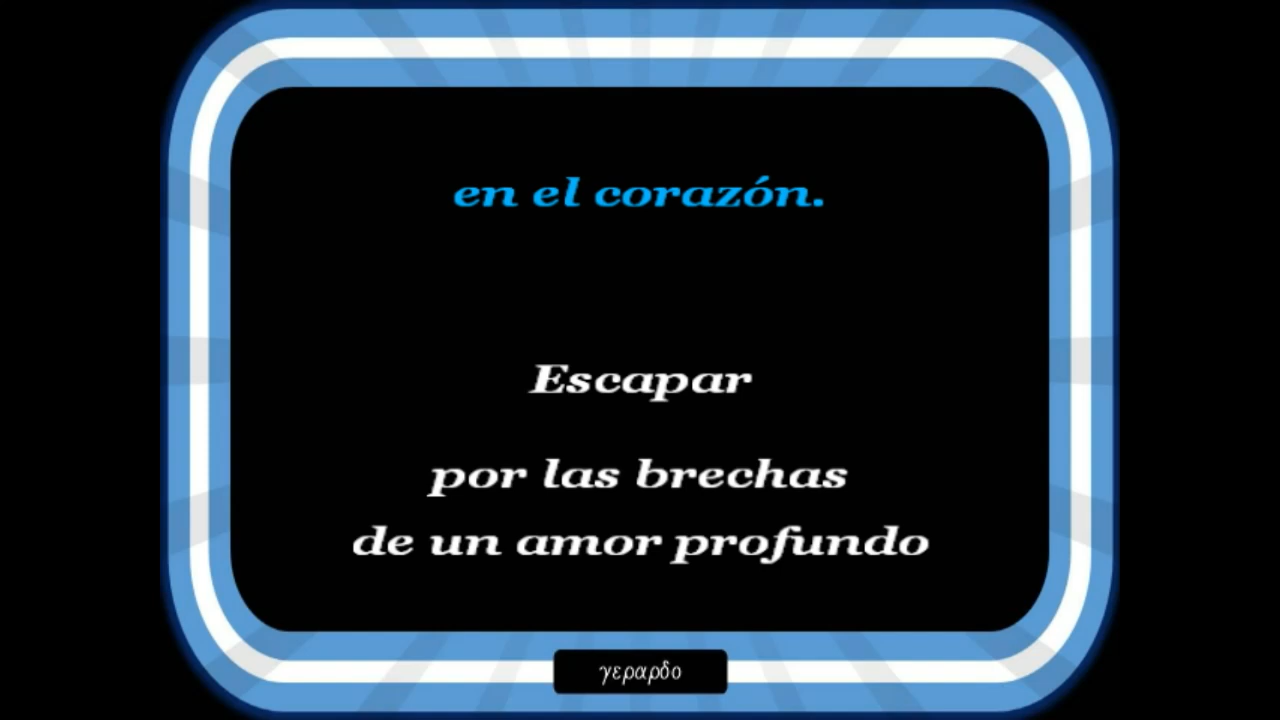 en el corazón.
Escapar
por las brechas
de un amor profundo
γεραρδο